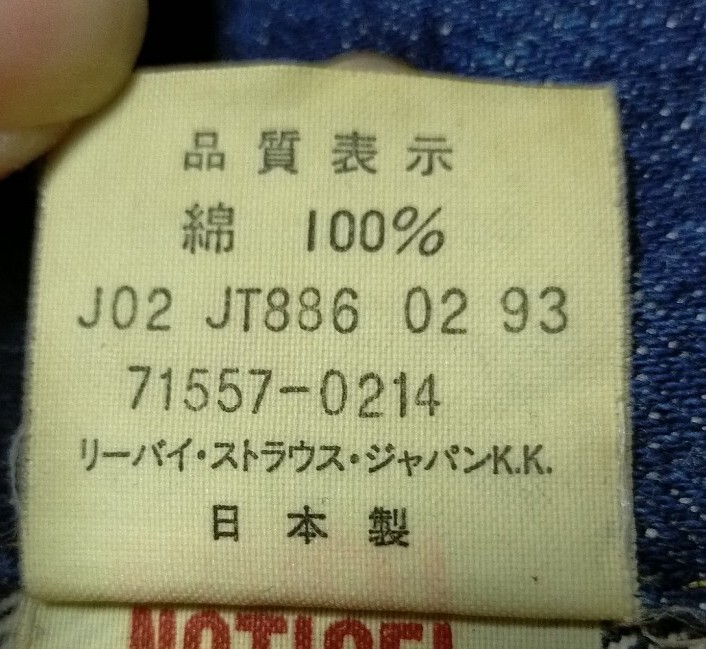 品質表示
綿 100%
J02 JT886 02 93
71557-0214
リーバイ・ストラウス・ジャパンK.K.
日本製
NOTICE!